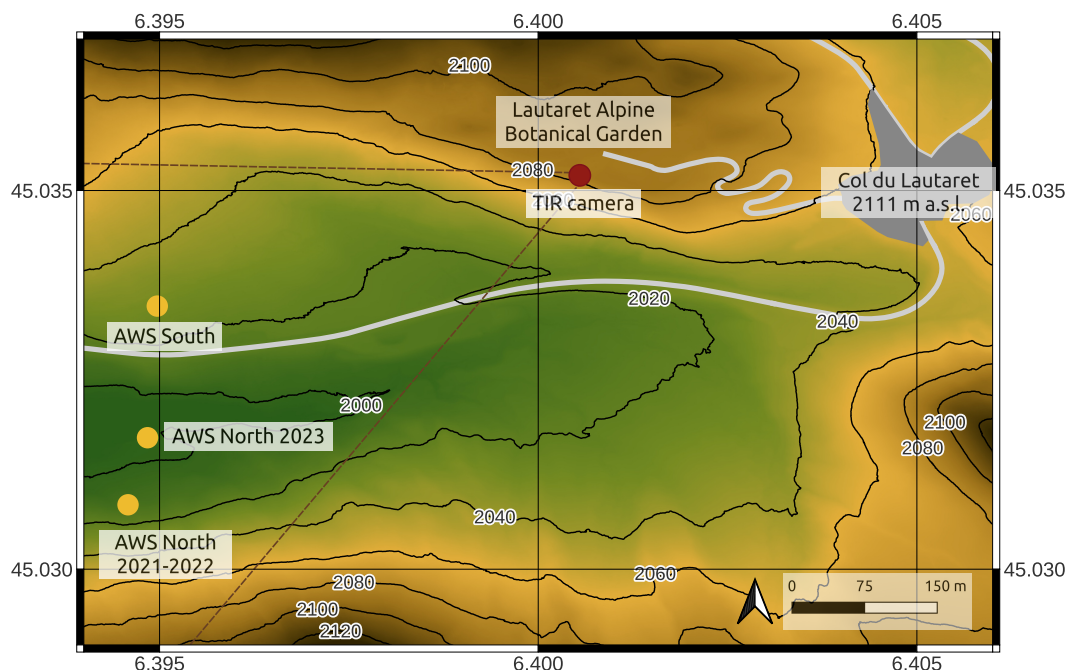 6.395
6.400
6.405
2100
Lautaret Alpine
Botanical Garden
2080
45.035
45.035
TIR camera
Col du Lautaret
2111 m a.s.l.
2060
2020
2040
AWS South
2000
AWS North 2023
2100
2080
2040
AWS North
2021-2022
45.030
45.030
2060
2080
2100
2120
0 75 150 m
6.395
6.400
6.405